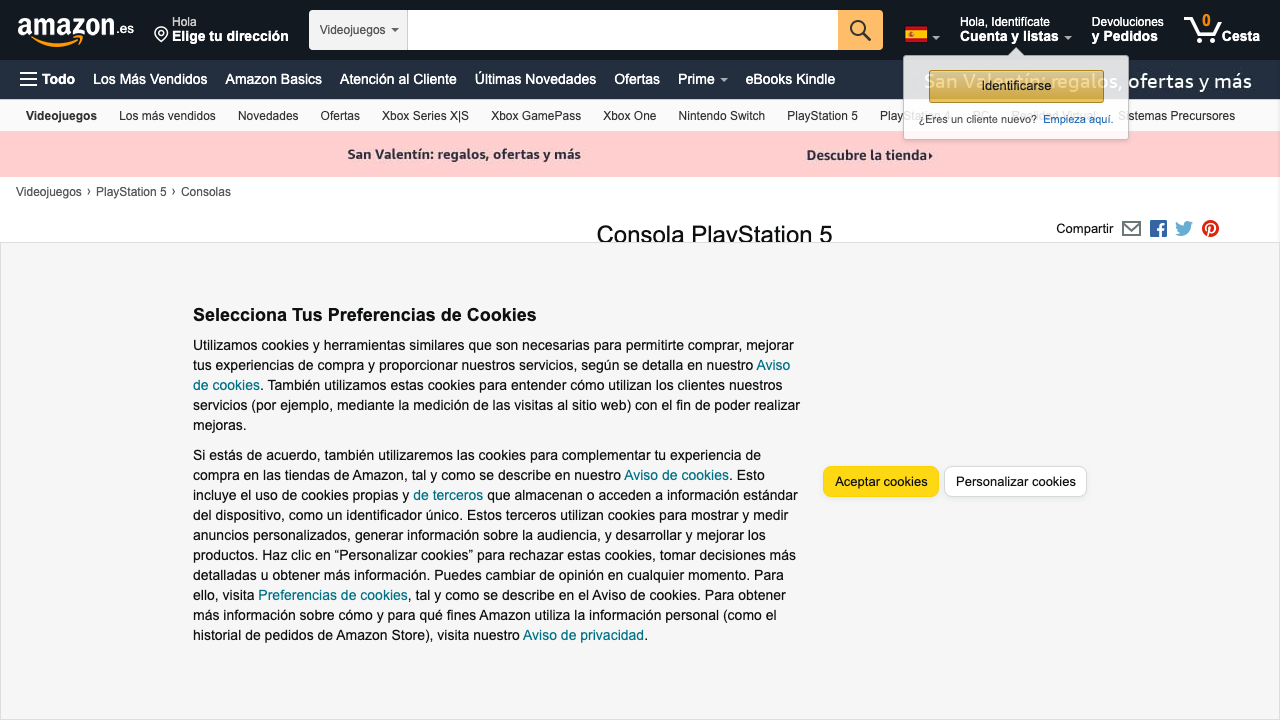 amazon.es
Hola
Elige tu dirección
Videojuegos
Hola, Identifícate
Cuenta y listas
Devoluciones
y Pedidos
0
Cesta
Todo
Los Más Vendidos
Amazon Basics
Atención al Cliente
Últimas Novedades
Ofertas
Prime
eBooks Kindle
San Valentín: regalos, ofertas y más
Identificarse
¿Eres un cliente nuevo? Empieza aquí.
Videojuegos
Los más vendidos
Novedades
Ofertas
Xbox Series X|S
Xbox GamePass
Xbox One
Nintendo Switch
PlayStation 5
Sistemas Precursores
San Valentín: regalos, ofertas y más
Descubre la tienda
Videojuegos › PlayStation 5 › Consolas
Consola PlayStation 5
Compartir
Selecciona Tus Preferencias de Cookies
Utilizamos cookies y herramientas similares que son necesarias para permitirte comprar, mejorar
tus experiencias de compra y proporcionar nuestros servicios, según se detalla en nuestro Aviso
de cookies. También utilizamos estas cookies para entender cómo utilizan los clientes nuestros
servicios (por ejemplo, mediante la medición de las visitas al sitio web) con el fin de poder realizar
mejoras.
Si estás de acuerdo, también utilizaremos las cookies para complementar tu experiencia de
compra en las tiendas de Amazon, tal y como se describe en nuestro Aviso de cookies. Esto
incluye el uso de cookies propias y de terceros que almacenan o acceden a información estándar
del dispositivo, como un identificador único. Estos terceros utilizan cookies para mostrar y medir
anuncios personalizados, generar información sobre la audiencia, y desarrollar y mejorar los
productos. Haz clic en “Personalizar cookies” para rechazar estas cookies, tomar decisiones más
detalladas u obtener más información. Puedes cambiar de opinión en cualquier momento. Para
ello, visita Preferencias de cookies, tal y como se describe en el Aviso de cookies. Para obtener
más información sobre cómo y para qué fines Amazon utiliza la información personal (como el
historial de pedidos de Amazon Store), visita nuestro Aviso de privacidad.
Aceptar cookies
Personalizar cookies